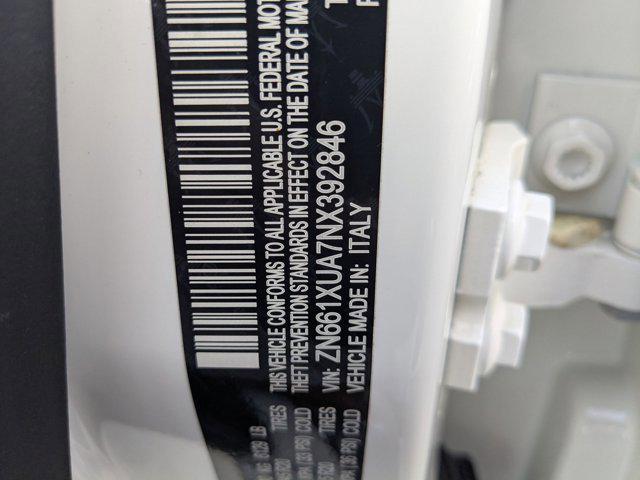 THIS VEHICLE CONFORMS TO ALL APPLICABLE U.S. FEDERAL MOT
THEFT PREVENTION STANDARDS IN EFFECT ON THE DATE OF MA
VIN: ZN661XUA7NX392846
VEHICLE MADE IN: ITALY
LB
TIRES
COLD
TIRES
COLD